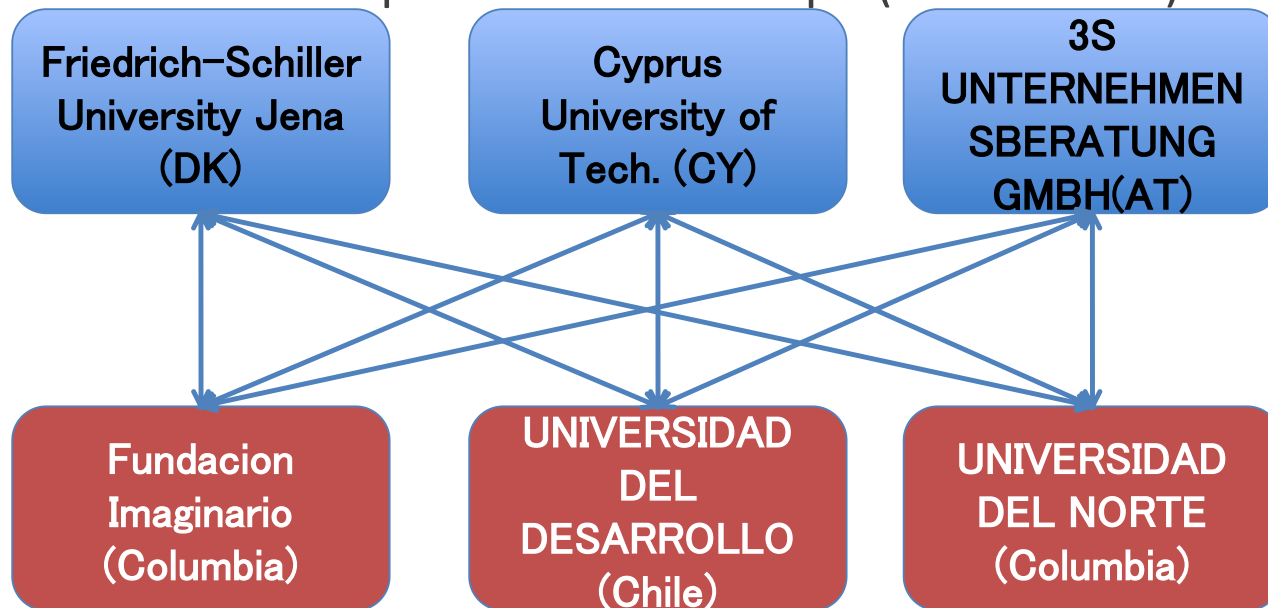 Friedrich-Schiller
University Jena
(DK)
Cyprus
University of
Tech. (CY)
3S
UNTERNEHMEN
SBERATUNG
GMBH(AT)
Fundacion
Imaginario
(Columbia)
UNIVERSIDAD
DEL
DESARROLLO
(Chile)
UNIVERSIDAD
DEL NORTE
(Columbia)